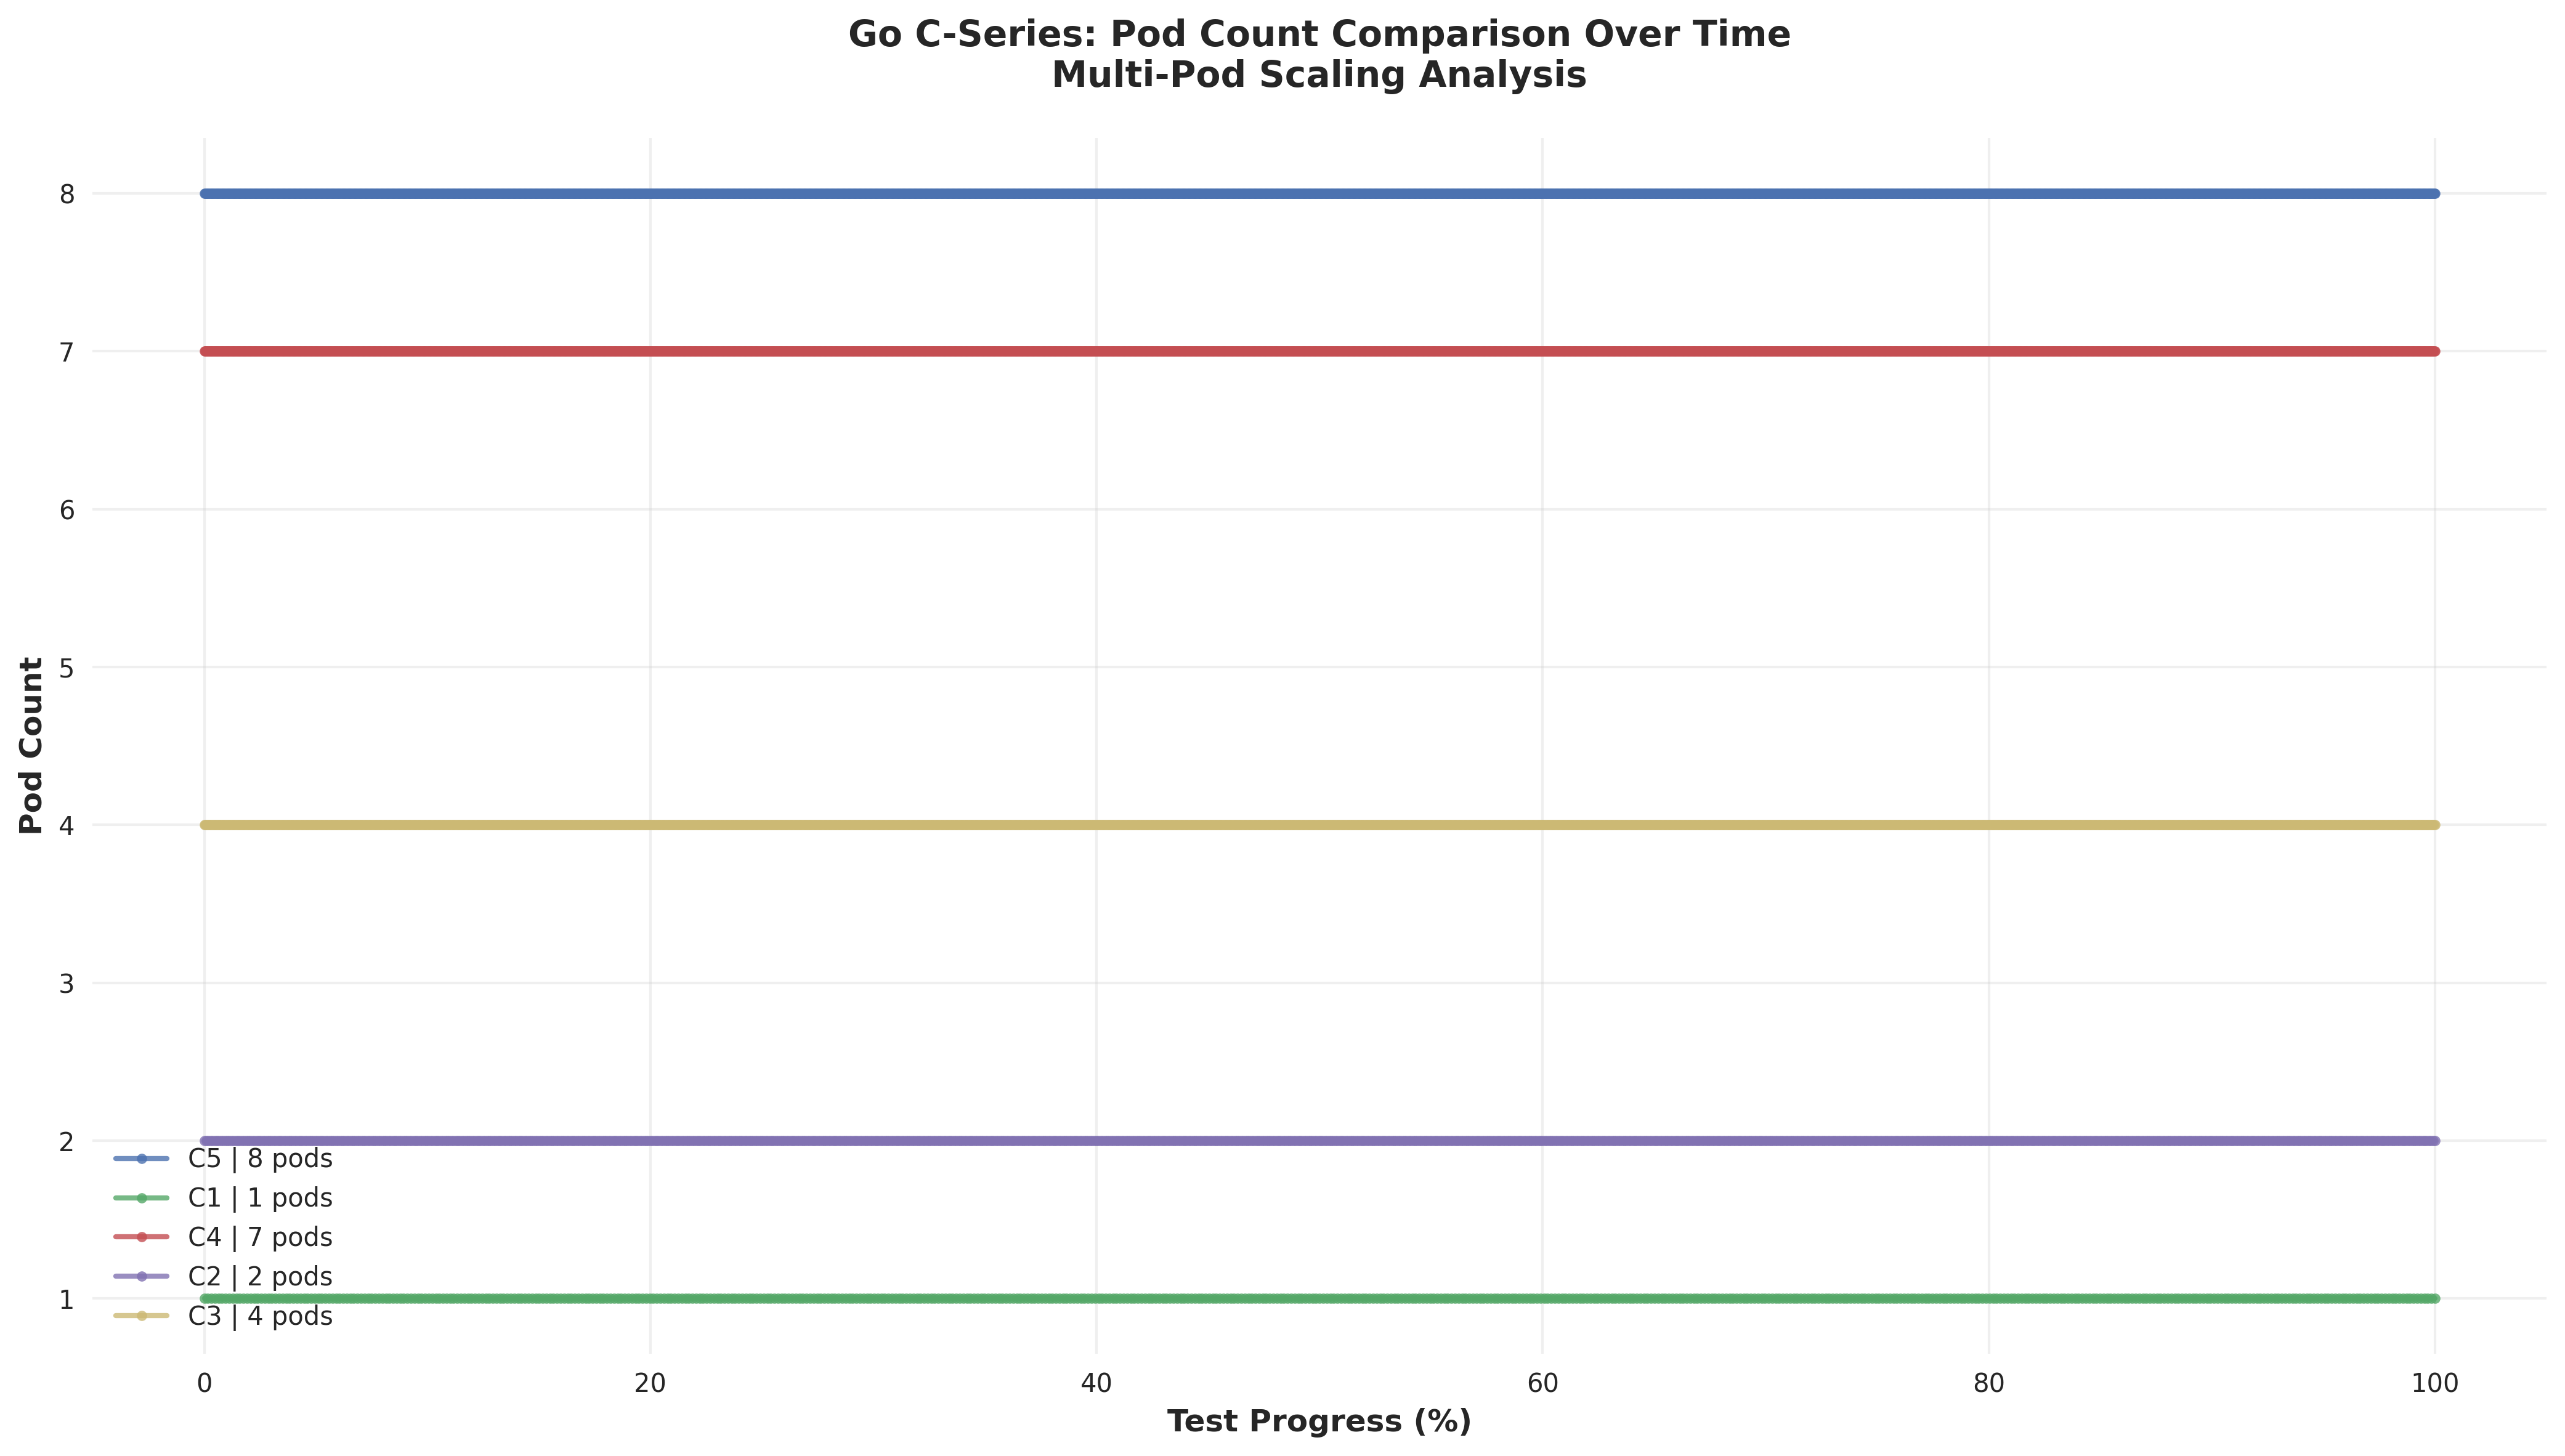 Go C-Series: Pod Count Comparison Over Time
Multi-Pod Scaling Analysis
Pod Count
8
7
6
5
4
3
2
1
C5 | 8 pods
C1 | 1 pods
C4 | 7 pods
C2 | 2 pods
C3 | 4 pods
0 20 40 60 80 100
Test Progress (%)